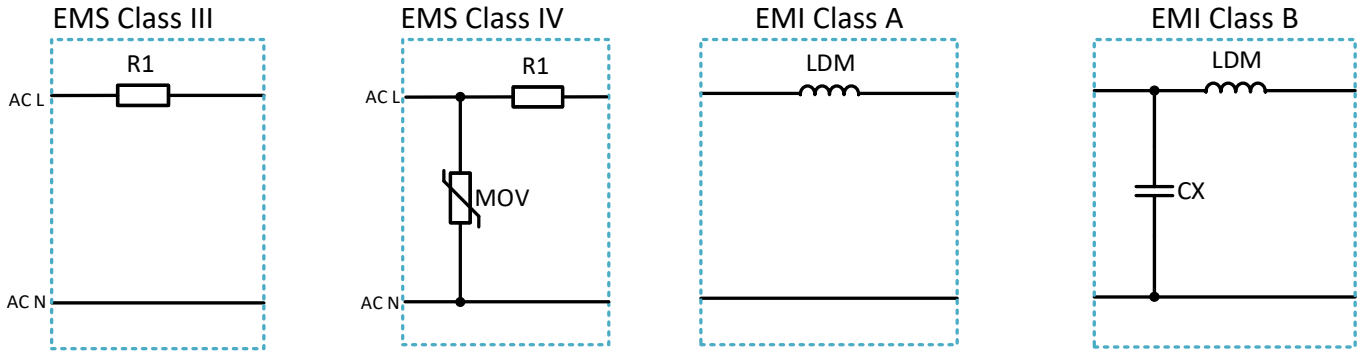 EMS Class III
EMS Class IV
EMI Class A
EMI Class B
R1
R1
LDM
LDM
AC L
AC L
MOV
CX
AC N
AC N